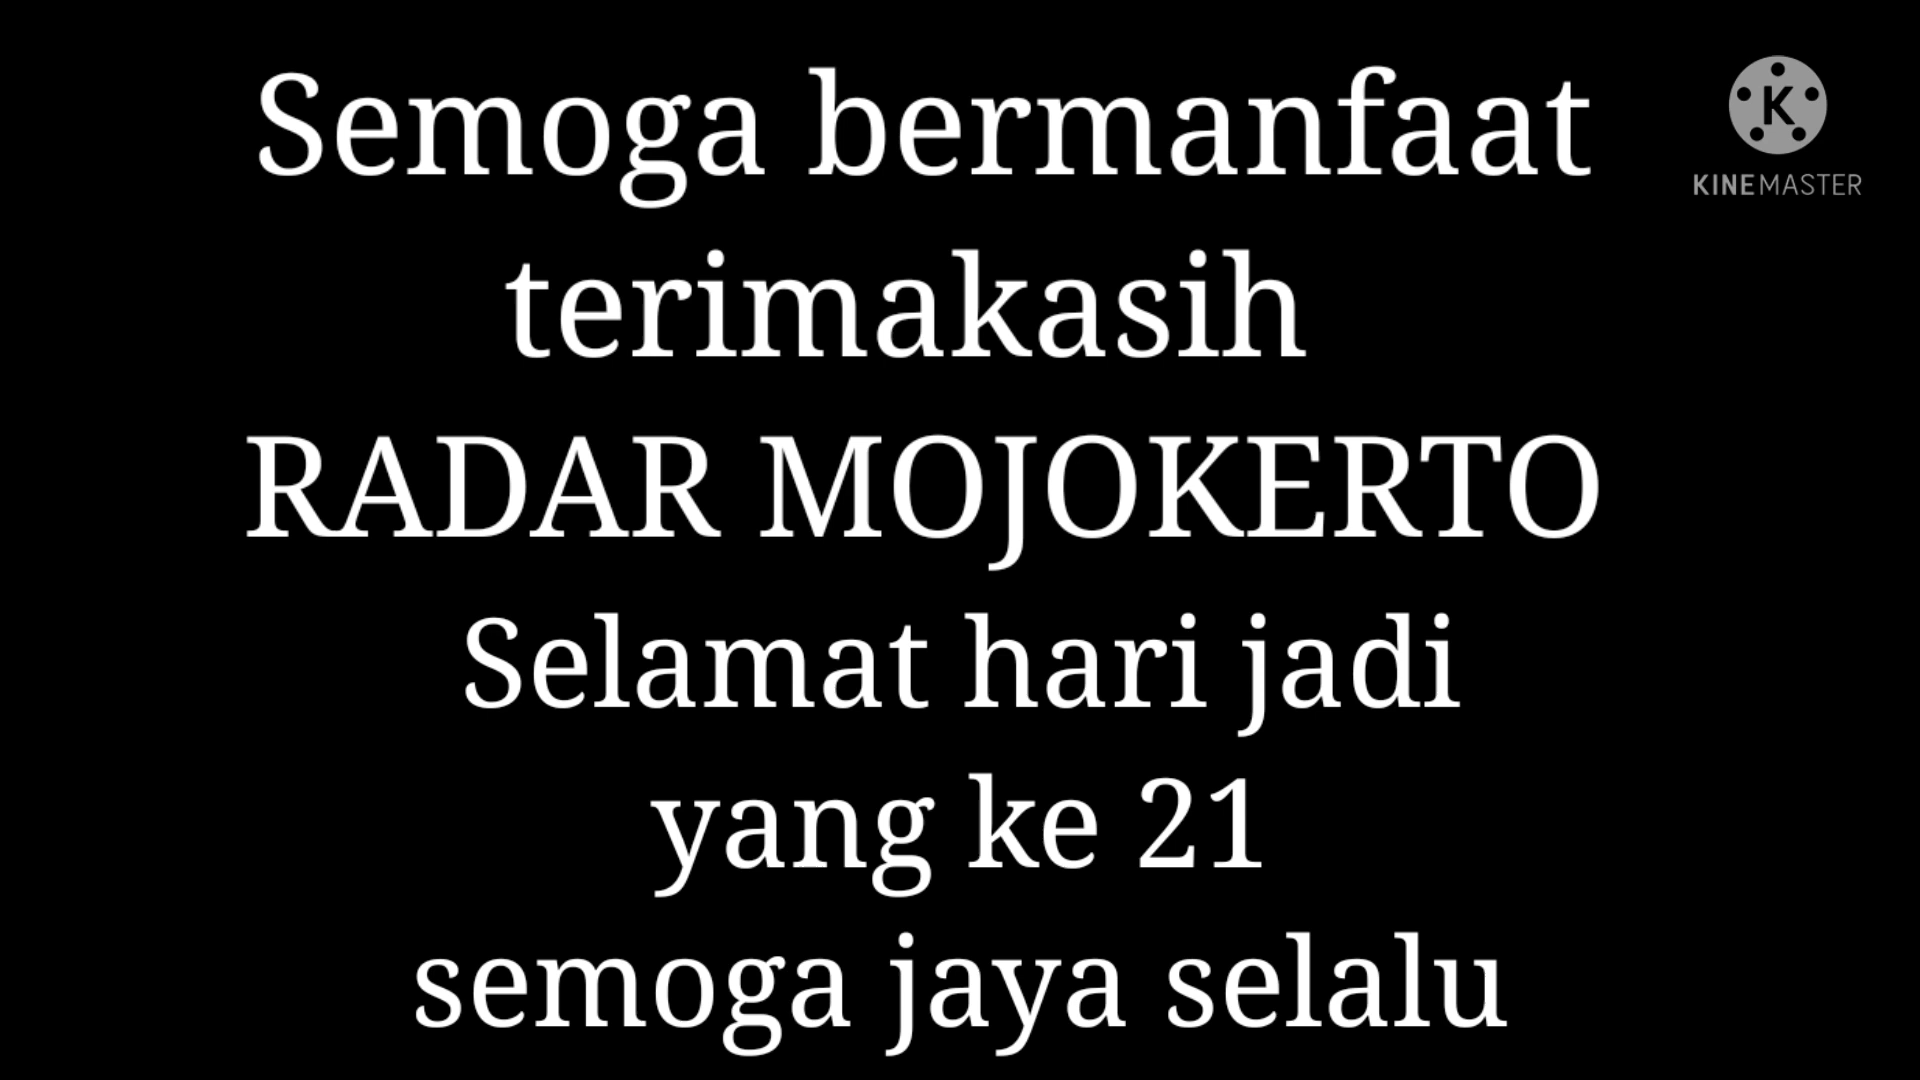 Semoga bermanfaat
terimakasih
RADAR MOJOKERTO
Selamat hari jadi
yang ke 21
semoga jaya selalu
K
KINEMASTER